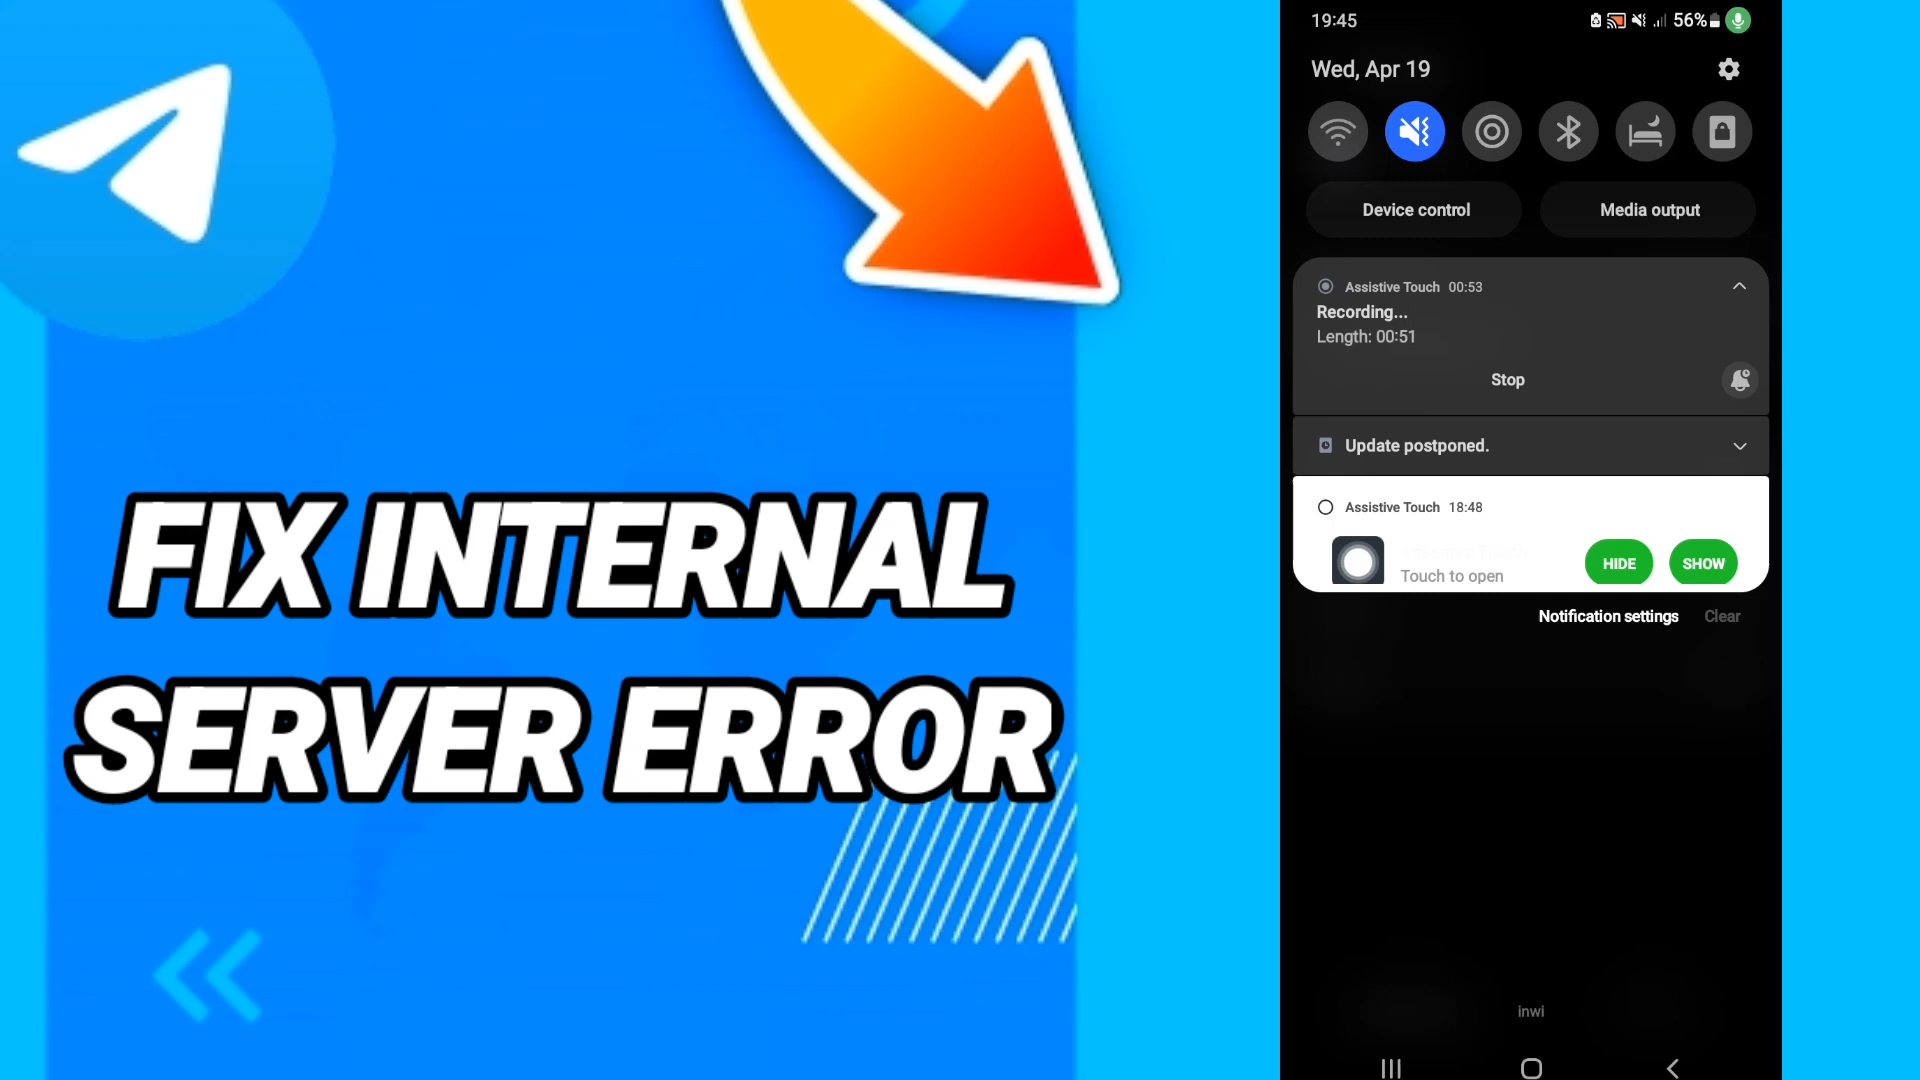 FIX INTERNAL
SERVER ERROR
19:45
56%
Wed, Apr 19
Device control
Media output
Assistive Touch 00:53
Recording...
Length: 00:51
Stop
Update postponed.
Assistive Touch 18:48
Assistive Touch
Touch to open
HIDE
SHOW
Notification settings
Clear
inwi